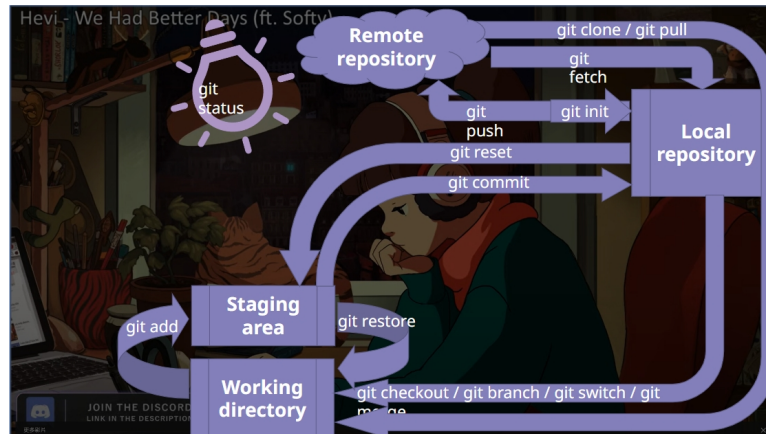 Hevi - We Had Better Days (ft. Softy)
Remote
repository
git clone / git pull
git
fetch
git
status
git
push
git init
Local
repository
git reset
git commit
Staging
area
git add
git restore
Working
directory
git checkout / git branch / git switch / git
merge
JOIN THE DISCORD
LINK IN THE DESCRIPTION